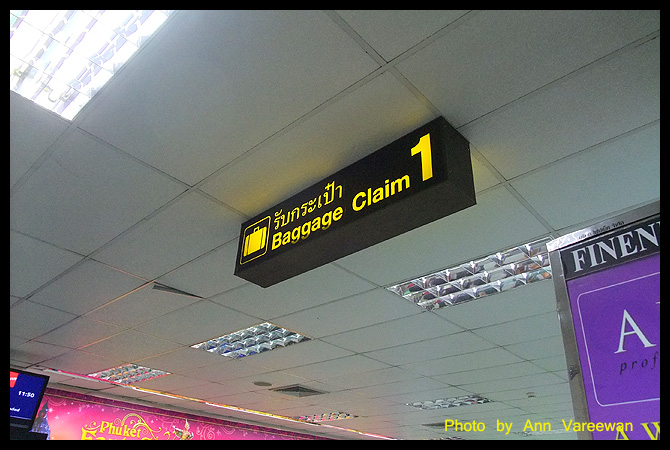 รับกระเป๋า
Baggage Claim 1
FINEN
A
prof
A W
11:50
Phuket
Photo by Ann Vareewan